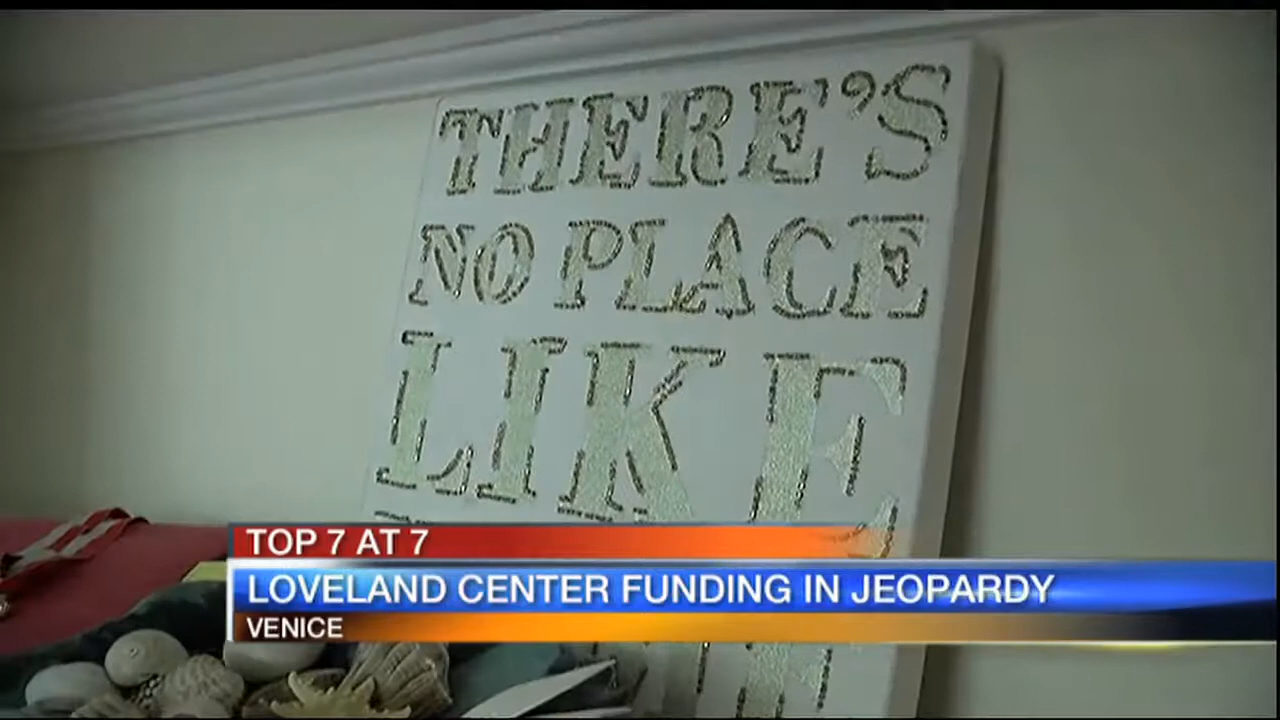 THERE'S
NO PLACE
LIKE
TOP 7 AT 7
LOVELAND CENTER FUNDING IN JEOPARDY
VENICE